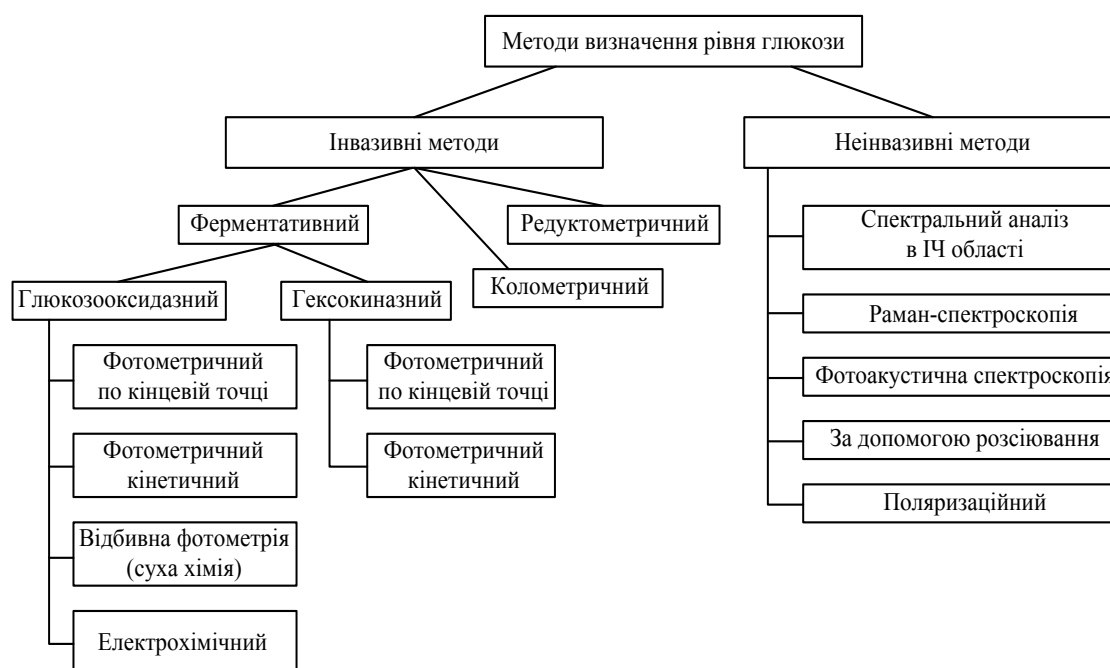 Методи визначення рівня глюкози
Інвазивні методи
Неінвазивні методи
Ферментативний
Редуктометричний
Колометричний
Глюкозооксидазний
Гексокиназний
Фотометричний
по кінцевій точці
Фотометричний
кінетичний
Відбивна фотометрія
(суха хімія)
Електрохімічний
Фотометричний
по кінцевій точці
Фотометричний
кінетичний
Спектральний аналіз
в ІЧ області
Раман-спектроскопія
Фотоакустична спектроскопія
За допомогою розсіювання
Поляризаційний